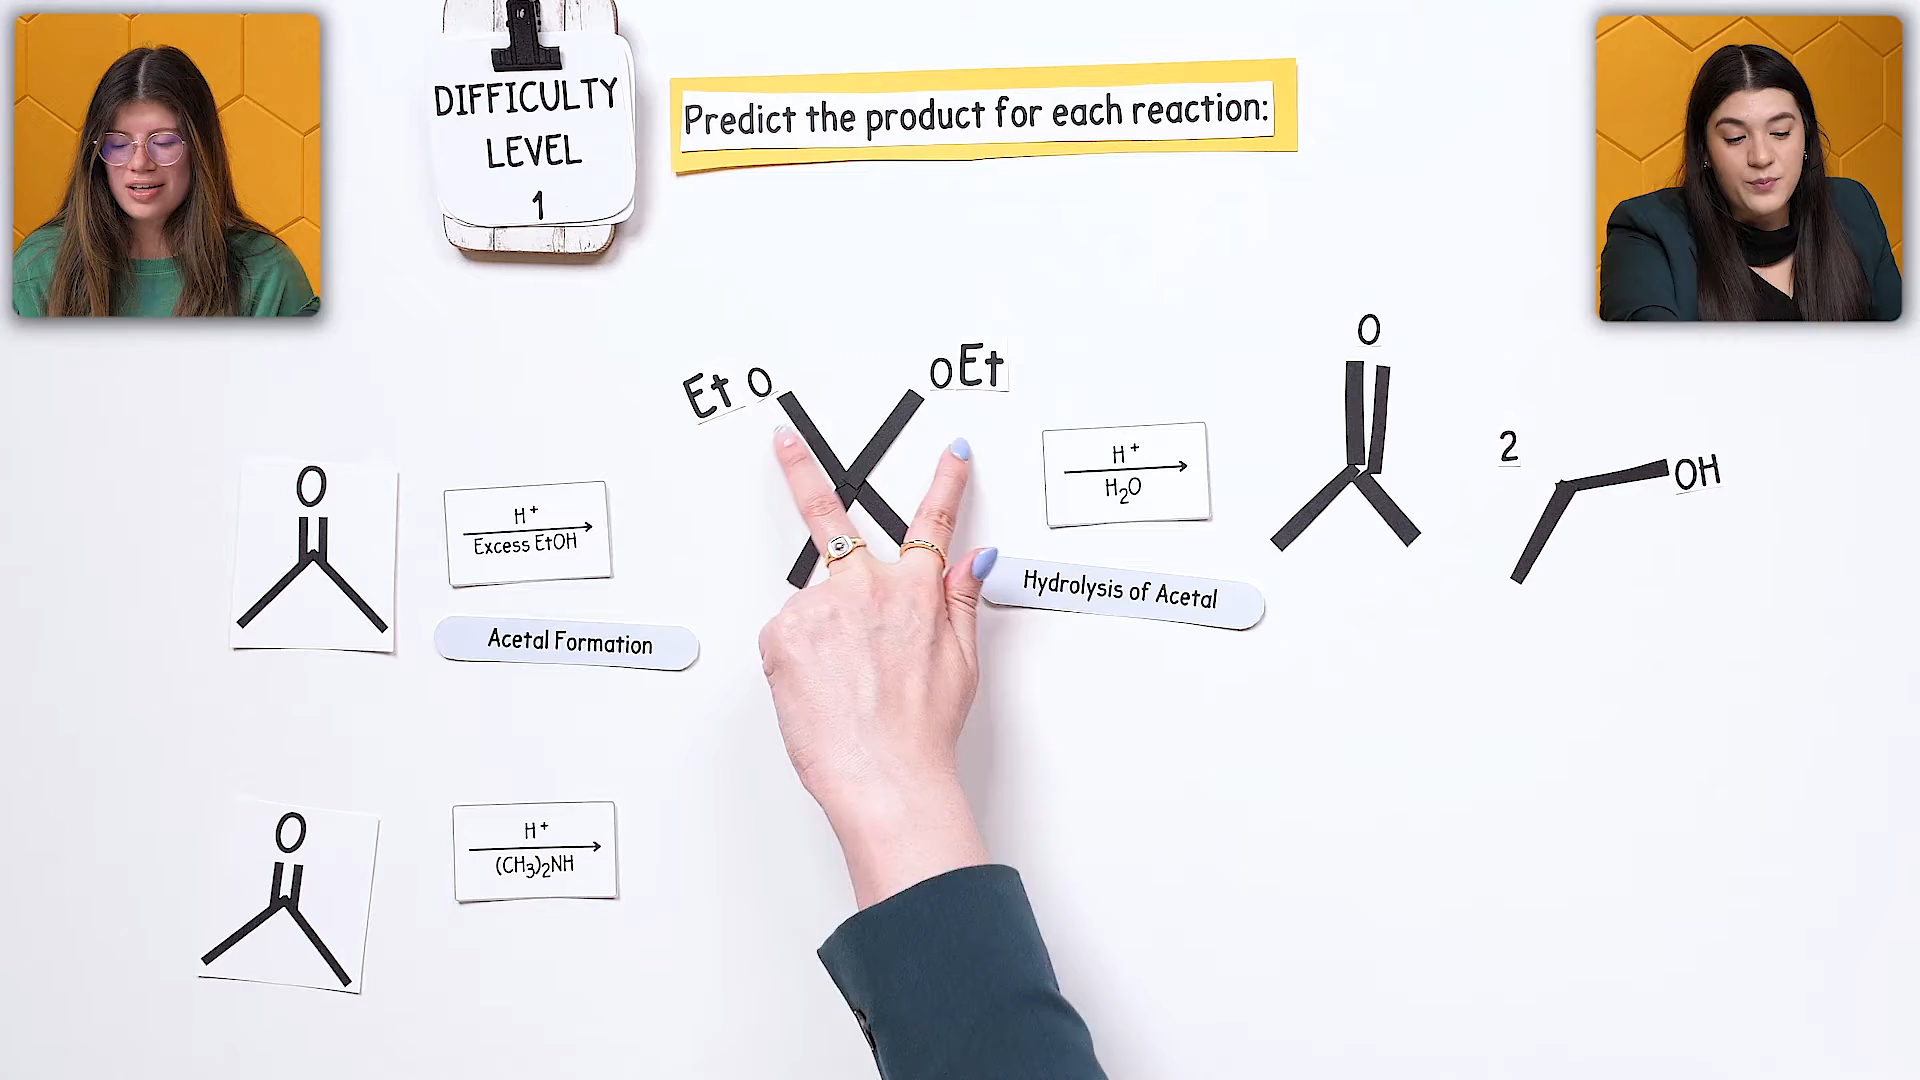 DIFFICULTY
LEVEL
1
Predict the product for each reaction:
O
H⁺
Excess EtOH
Acetal Formation
Et O
OEt
H⁺
H₂O
Hydrolysis of Acetal
O
2
OH
O
H⁺
(CH₃)₂NH